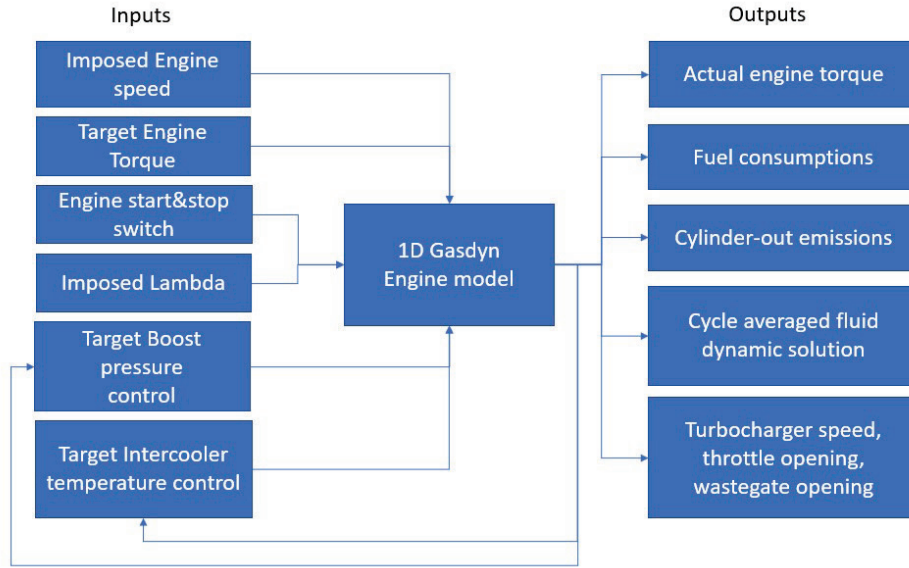 Inputs
Outputs
Imposed Engine
speed
Target Engine
Torque
Engine start&stop
switch
Imposed Lambda
Target Boost
pressure
control
Target Intercooler
temperature control
1D Gasdyn
Engine model
Actual engine torque
Fuel consumptions
Cylinder-out emissions
Cycle averaged fluid
dynamic solution
Turbocharger speed,
throttle opening,
wastegate opening